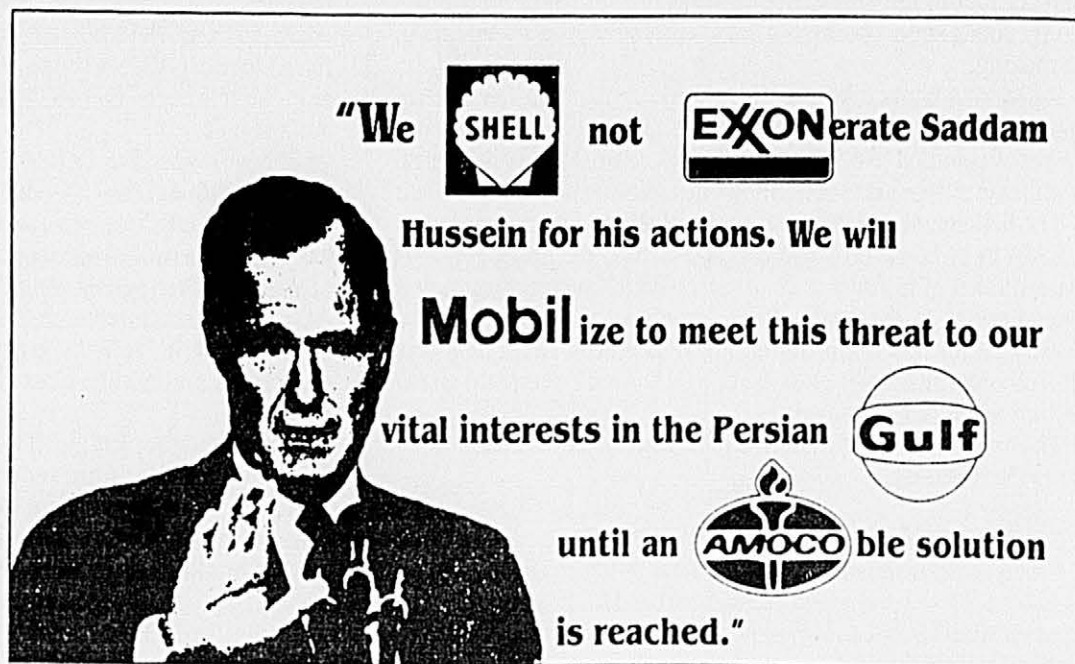 "We SHELL not EXXONerate Saddam
Hussein for his actions. We will
Mobilize to meet this threat to our
vital interests in the Persian Gulf
until an AMOCOble solution
is reached."